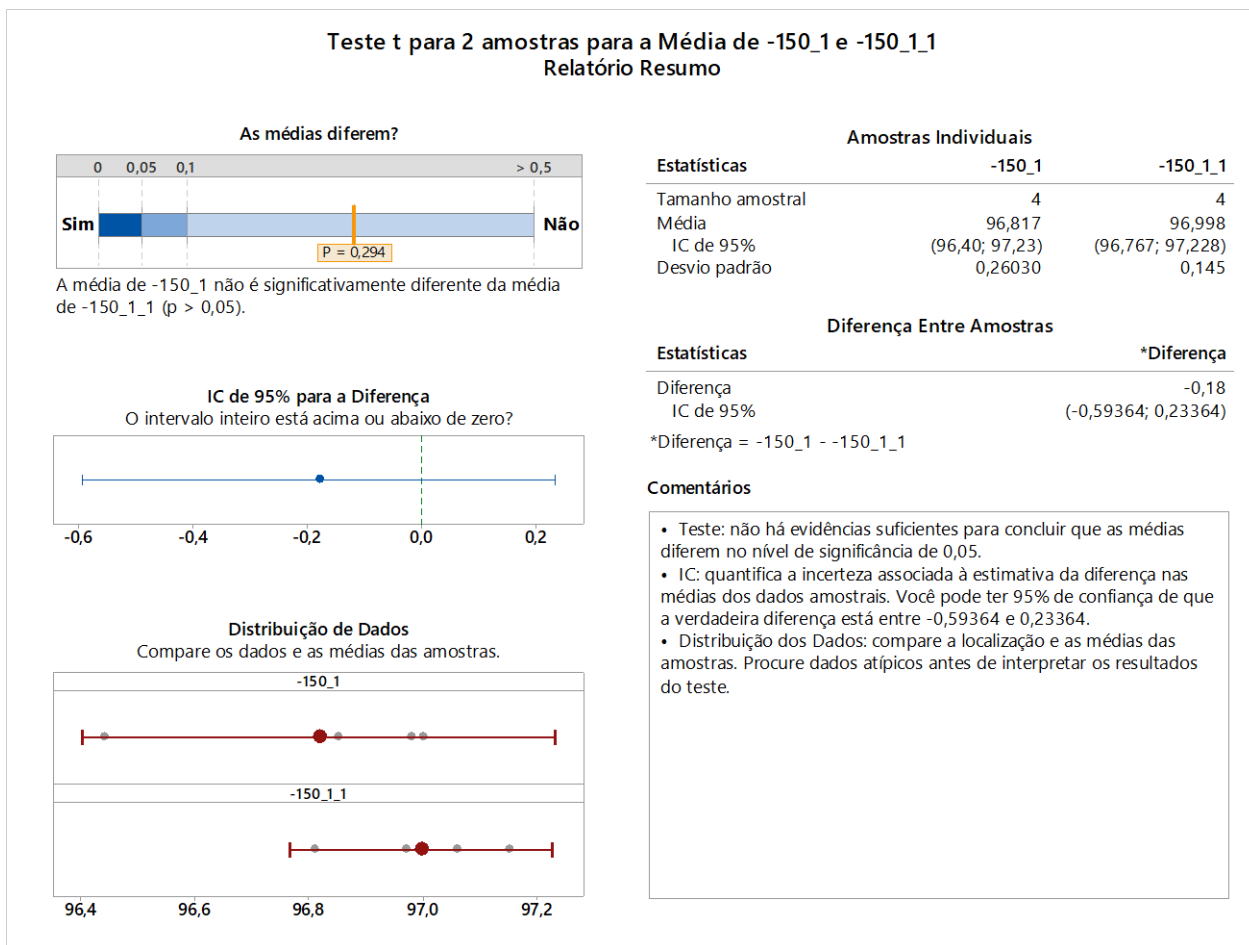 Teste t para 2 amostras para a Média de -150_1 e -150_1_1
Relatório Resumo
As médias diferem?
0 0,05 0,1 > 0,5
Sim Não
P = 0,294
A média de -150_1 não é significativamente diferente da média
de -150_1_1 (p > 0,05).
IC de 95% para a Diferença
O intervalo inteiro está acima ou abaixo de zero?
-0,6 -0,4 -0,2 0,0 0,2
Distribuição de Dados
Compare os dados e as médias das amostras.
-150_1
-150_1_1
96,4 96,6 96,8 97,0 97,2
Amostras Individuais
Estatísticas -150_1 -150_1_1
Tamanho amostral 4 4
Média 96,817 96,998
IC de 95% (96,40; 97,23) (96,767; 97,228)
Desvio padrão 0,26030 0,145
Diferença Entre Amostras
Estatísticas *Diferença
Diferença -0,18
IC de 95% (-0,59364; 0,23364)
*Diferença = -150_1 - -150_1_1
Comentários
• Teste: não há evidências suficientes para concluir que as médias
diferem no nível de significância de 0,05.
• IC: quantifica a incerteza associada à estimativa da diferença nas
médias dos dados amostrais. Você pode ter 95% de confiança de que
a verdadeira diferença está entre -0,59364 e 0,23364.
• Distribuição dos Dados: compare a localização e as médias das
amostras. Procure dados atípicos antes de interpretar os resultados
do teste.